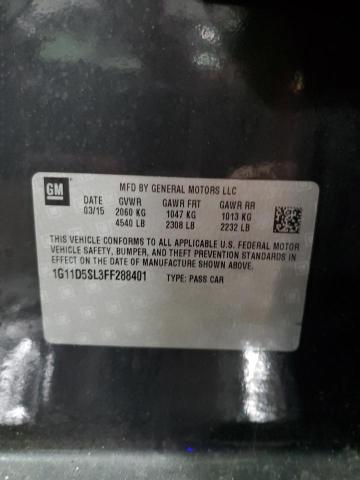 GM
MFD BY GENERAL MOTORS LLC
DATE GVWR GAWR FRT GAWR RR
03/15 2060 KG 1047 KG 1013 KG
4540 LB 2308 LB 2232 LB
THIS VEHICLE CONFORMS TO ALL APPLICABLE U.S. FEDERAL MOTOR
VEHICLE SAFETY, BUMPER, AND THEFT PREVENTION STANDARDS IN
EFFECT ON THE DATE OF MANUFACTURE SHOWN ABOVE.
1G11D5SL3FF288401 TYPE: PASS CAR